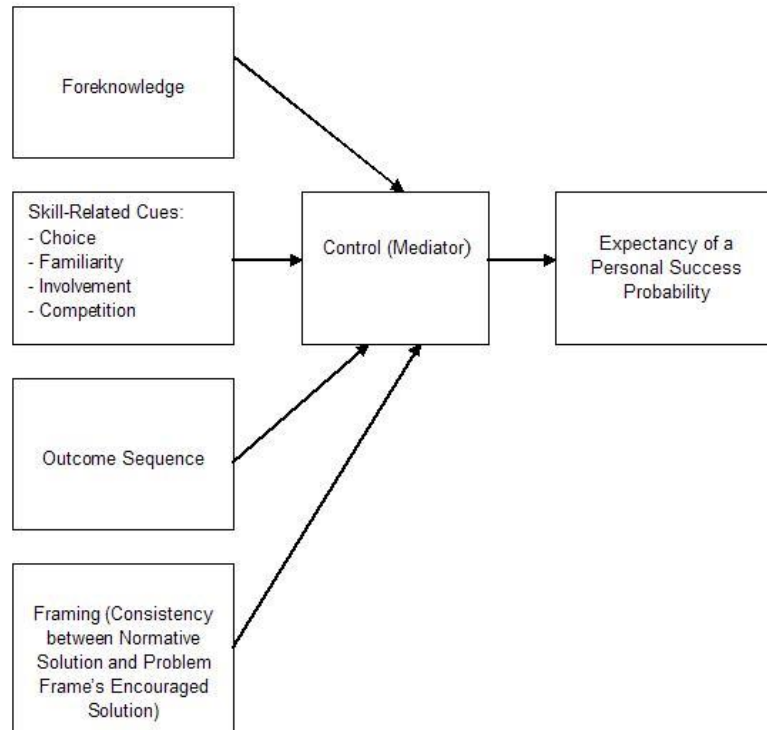 Foreknowledge
Skill-Related Cues:
- Choice
- Familiarity
- Involvement
- Competition
Control (Mediator)
Expectancy of a
Personal Success
Probability
Outcome Sequence
Framing (Consistency
between Normative
Solution and Problem
Frame's Encouraged
Solution)